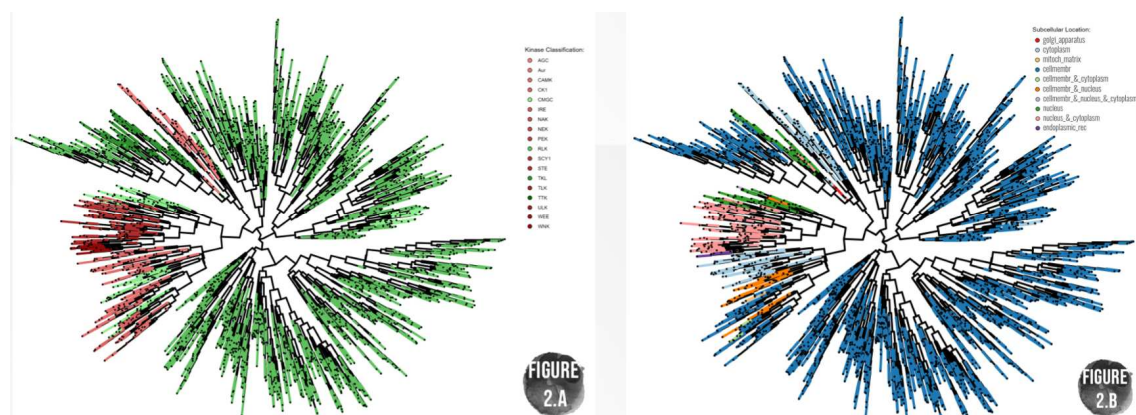 Kinase Classification:
AGC
Aur
CAMK
CK1
CMGC
IRE
NAK
NEK
PEK
RLK
SCY1
STE
TKL
TLK
TTK
ULK
WEE
WNK
FIGURE
2.A
Subcellular Location:
golgi_apparatus
cytoplasm
mitoch_matrix
cellmembr
cellmembr_&_cytoplasm
cellmembr_&_nucleus
cellmembr_&_nucleus_&_cytoplasm
nucleus
nucleus_&_cytoplasm
endoplasmic_rec
FIGURE
2.B